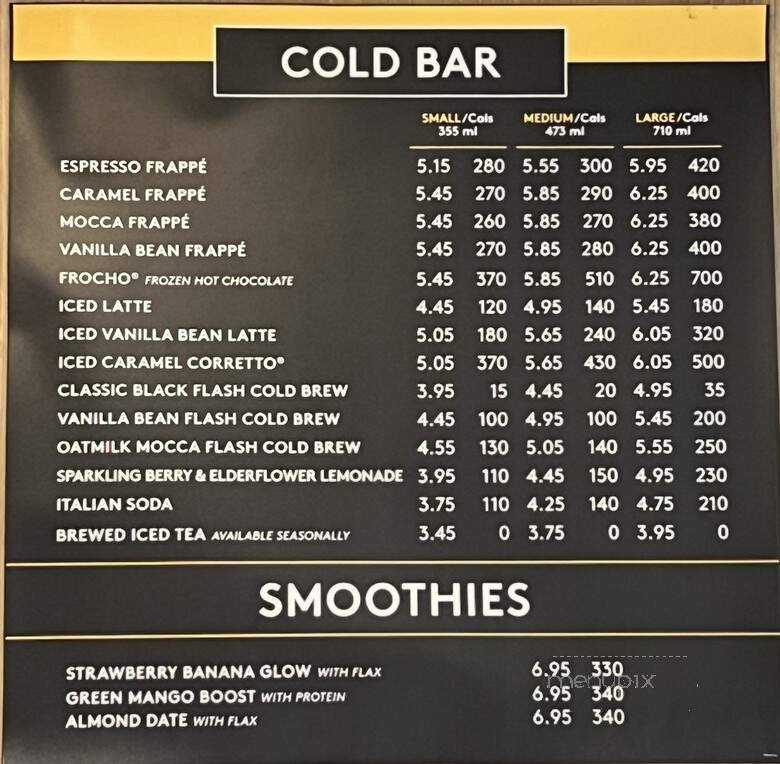 COLD BAR
SMALL/Cals MEDIUM/Cals LARGE/Cals
355 ml 473 ml 710 ml
ESPRESSO FRAPPÉ 5.15 280 5.55 300 5.95 420
CARAMEL FRAPPÉ 5.45 270 5.85 290 6.25 400
MOCCA FRAPPÉ 5.45 260 5.85 270 6.25 380
VANILLA BEAN FRAPPÉ 5.45 270 5.85 280 6.25 400
FROCHO® FROZEN HOT CHOCOLATE 5.45 370 5.85 510 6.25 700
ICED LATTE 4.45 120 4.95 140 5.45 180
ICED VANILLA BEAN LATTE 5.05 180 5.65 240 6.05 320
ICED CARAMEL CORRETTO® 5.05 370 5.65 430 6.05 500
CLASSIC BLACK FLASH COLD BREW 3.95 15 4.45 20 4.95 35
VANILLA BEAN FLASH COLD BREW 4.45 100 4.95 100 5.45 200
OATMILK MOCCA FLASH COLD BREW 4.55 130 5.05 140 5.55 250
SPARKLING BERRY & ELDERFLOWER LEMONADE 3.95 110 4.45 150 4.95 230
ITALIAN SODA 3.75 110 4.25 140 4.75 210
BREWED ICED TEA AVAILABLE SEASONALLY 3.45 0 3.75 0 3.95 0
SMOOTHIES
STRAWBERRY BANANA GLOW WITH FLAX 6.95 330
menupix
GREEN MANGO BOOST WITH PROTEIN 6.95 340
ALMOND DATE WITH FLAX 6.95 340